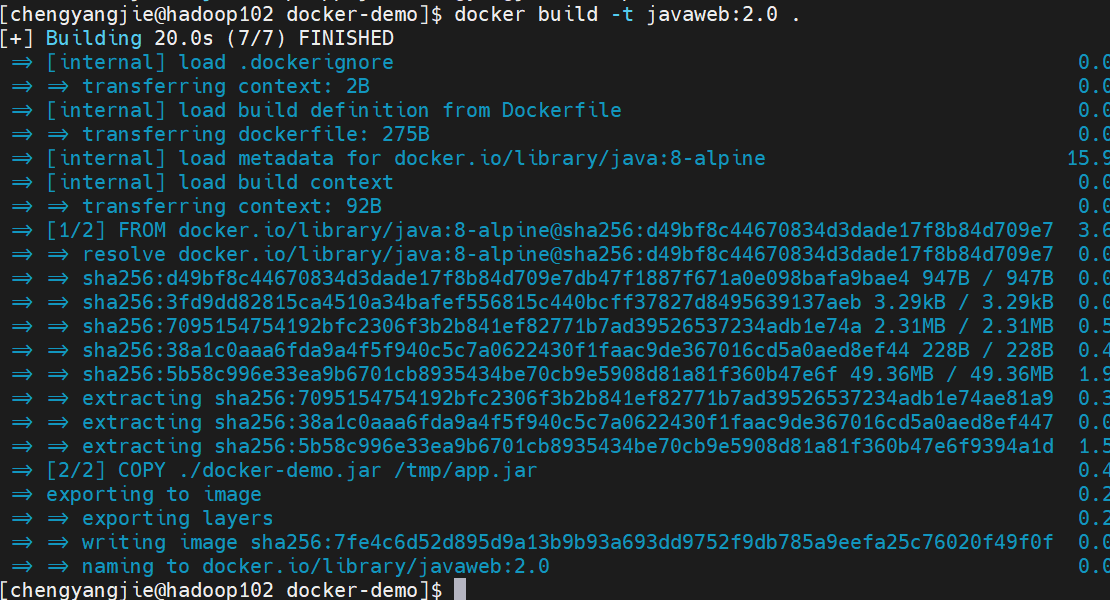 [chengyangjie@hadoop102 docker-demo]$ docker build -t javaweb:2.0 .
[+] Building 20.0s (7/7) FINISHED
=> [internal] load .dockerignore 0.0
=> => transferring context: 2B 0.0
=> [internal] load build definition from Dockerfile 0.0
=> => transferring dockerfile: 275B 0.0
=> [internal] load metadata for docker.io/library/java:8-alpine 15.9
=> [internal] load build context 0.0
=> => transferring context: 92B 0.0
=> [1/2] FROM docker.io/library/java:8-alpine@sha256:d49bf8c44670834d3dade17f8b84d709e7 3.6
=> => resolve docker.io/library/java:8-alpine@sha256:d49bf8c44670834d3dade17f8b84d709e7 0.0
=> => sha256:d49bf8c44670834d3dade17f8b84d709e7db47f1887f671a0e098bafa9bae4 947B / 947B 0.0
=> => sha256:3fd9dd82815ca4510a34bafef556815c440bcff37827d8495639137aeb 3.29kB / 3.29kB 0.0
=> => sha256:7095154754192bfc2306f3b2b841ef82771b7ad39526537234adb1e74a 2.31MB / 2.31MB 0.5
=> => sha256:38a1c0aaa6fda9a4f5f940c5c7a0622430f1faac9de367016cd5a0aed8ef44 228B / 228B 0.4
=> => sha256:5b58c996e33ea9b6701cb8935434be70cb9e5908d81a81f360b47e6f 49.36MB / 49.36MB 1.9
=> => extracting sha256:7095154754192bfc2306f3b2b841ef82771b7ad39526537234adb1e74ae81a9 0.3
=> => extracting sha256:38a1c0aaa6fda9a4f5f940c5c7a0622430f1faac9de367016cd5a0aed8ef447 0.0
=> => extracting sha256:5b58c996e33ea9b6701cb8935434be70cb9e5908d81a81f360b47e6f9394a1d 1.5
=> [2/2] COPY ./docker-demo.jar /tmp/app.jar 0.4
=> exporting to image 0.2
=> => exporting layers 0.2
=> => writing image sha256:7fe4c6d52d895d9a13b9b93a693dd9752f9db785a9eefa25c76020f49f0f 0.0
=> => naming to docker.io/library/javaweb:2.0 0.0
[chengyangjie@hadoop102 docker-demo]$